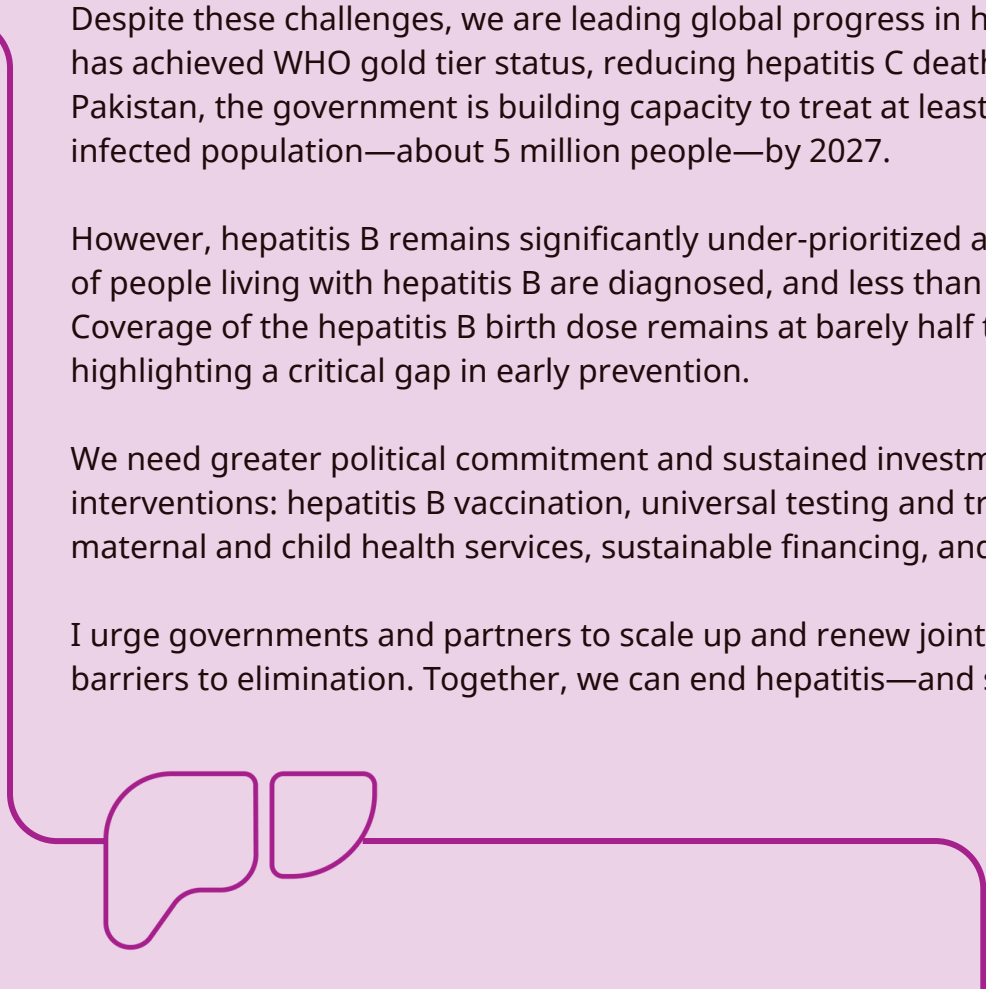 Despite these challenges, we are leading global progress in
has achieved WHO gold tier status, reducing hepatitis C
Pakistan, the government is building capacity to treat at least
infected population—about 5 million people—by 2027.
However, hepatitis B remains significantly under-prioritized
of people living with hepatitis B are diagnosed, and less than
Coverage of the hepatitis B birth dose remains at barely half
highlighting a critical gap in early prevention.
We need greater political commitment and sustained
interventions: hepatitis B vaccination, universal testing and
maternal and child health services, sustainable financing,
I urge governments and partners to scale up and renew joint
barriers to elimination. Together, we can end hepatitis—and